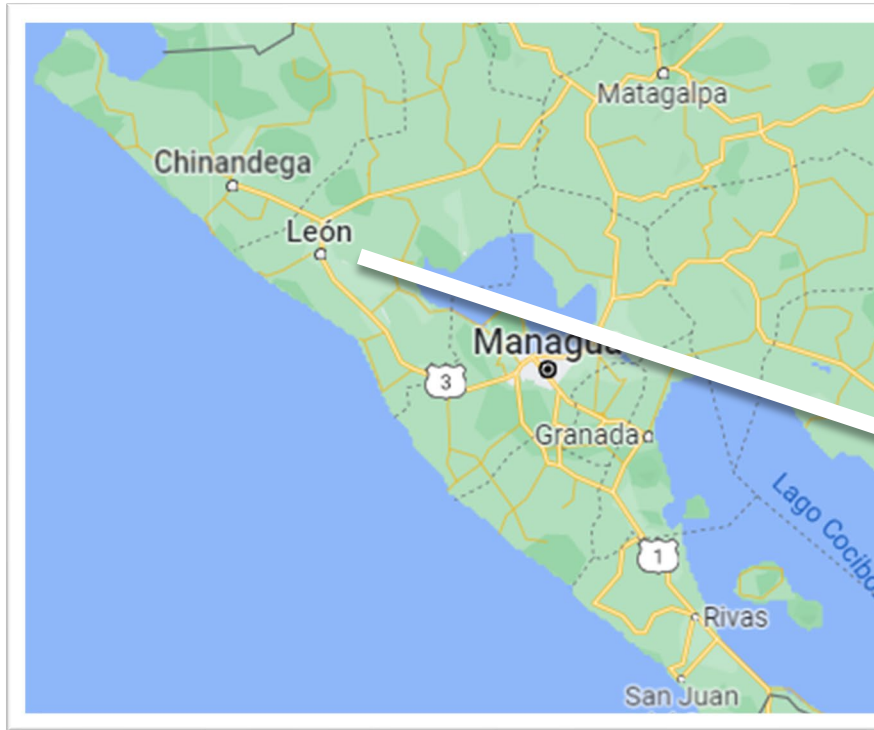 Matagalpa
Chinandega
León
Managua
3
Granada
Lago Cocibo
1
Rivas
San Juan